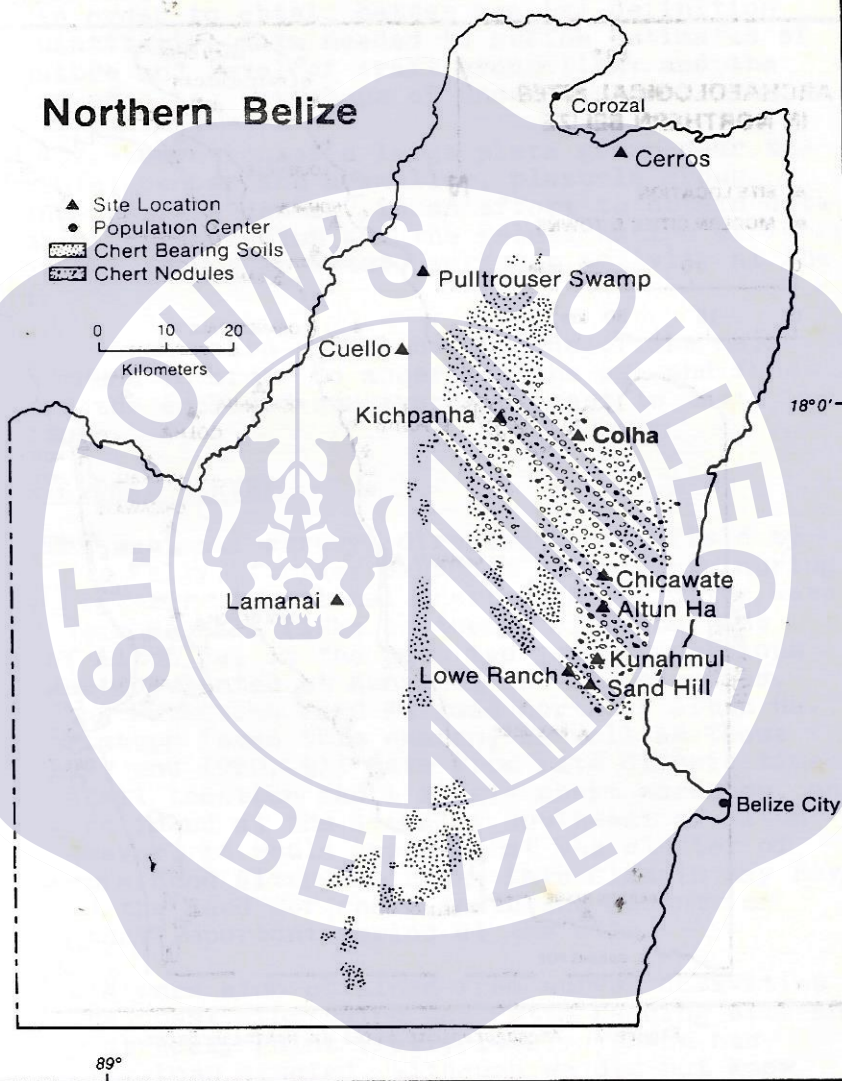 Northern Belize
Corozal
Cerros
Site Location
Population Center
Chert Bearing Soils
Chert Nodules
Pulltrouser Swamp
0 10 20
Kilometers
Cuello
18°0'
Kichpanha
Colha
Chicawate
Lamanai
Altun Ha
Kunahmul
Lowe Ranch
Sand Hill
Belize City
89°
ST. JOHN'S COLLEGE
BELIZE